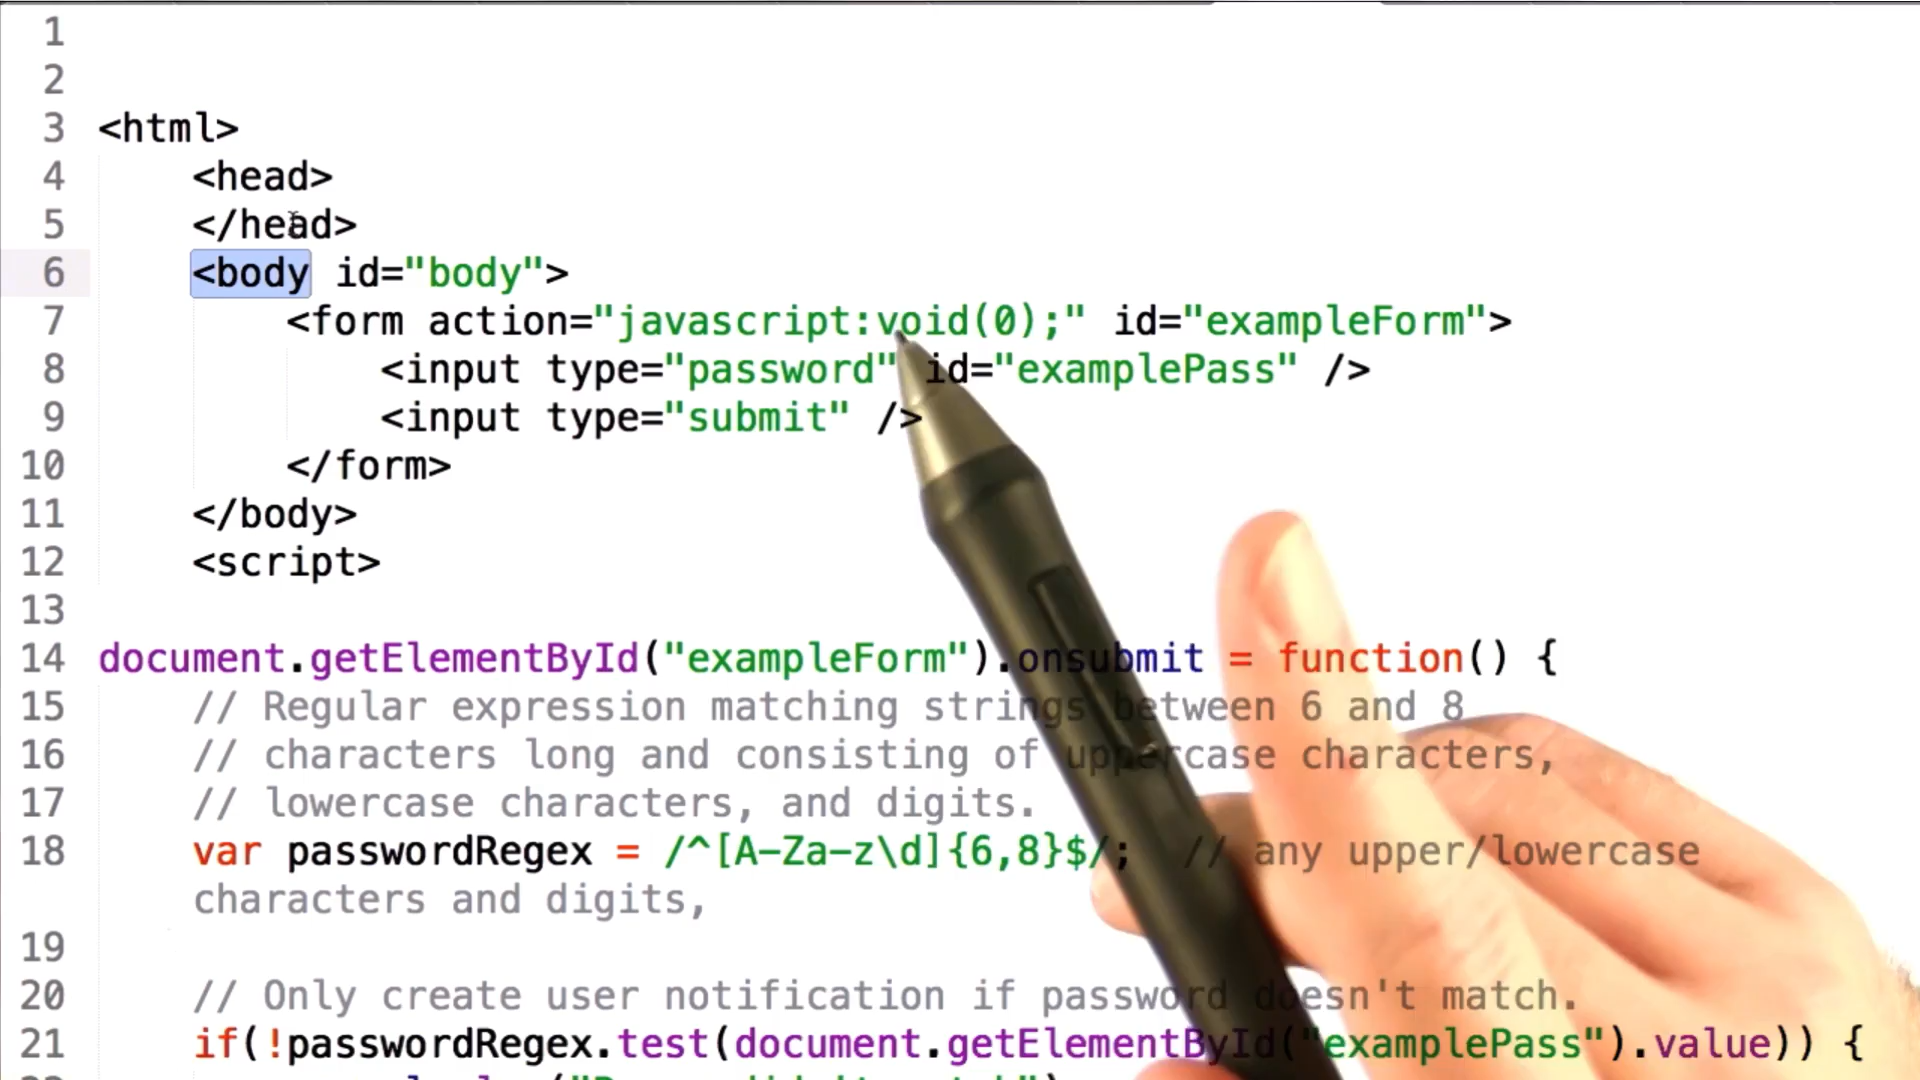 1
2
3 <html>
4 <head>
5 </head>
6 <body id="body">
7 <form action="javascript:void(0);" id="exampleForm">
8 <input type="password" id="examplePass" />
9 <input type="submit" />
10 </form>
11 </body>
12 <script>
13
14 document.getElementById("exampleForm").onsubmit = function() {
15 // Regular expression matching strings between 6 and 8
16 // characters long and consisting of uppercase characters,
17 // lowercase characters, and digits.
18 var passwordRegex = /^[A-Za-z\d]{6,8}$/; // any upper/lowercase
characters and digits,
19
20 // Only create user notification if password doesn't match.
21 if(!passwordRegex.test(document.getElementById("examplePass").value)) {